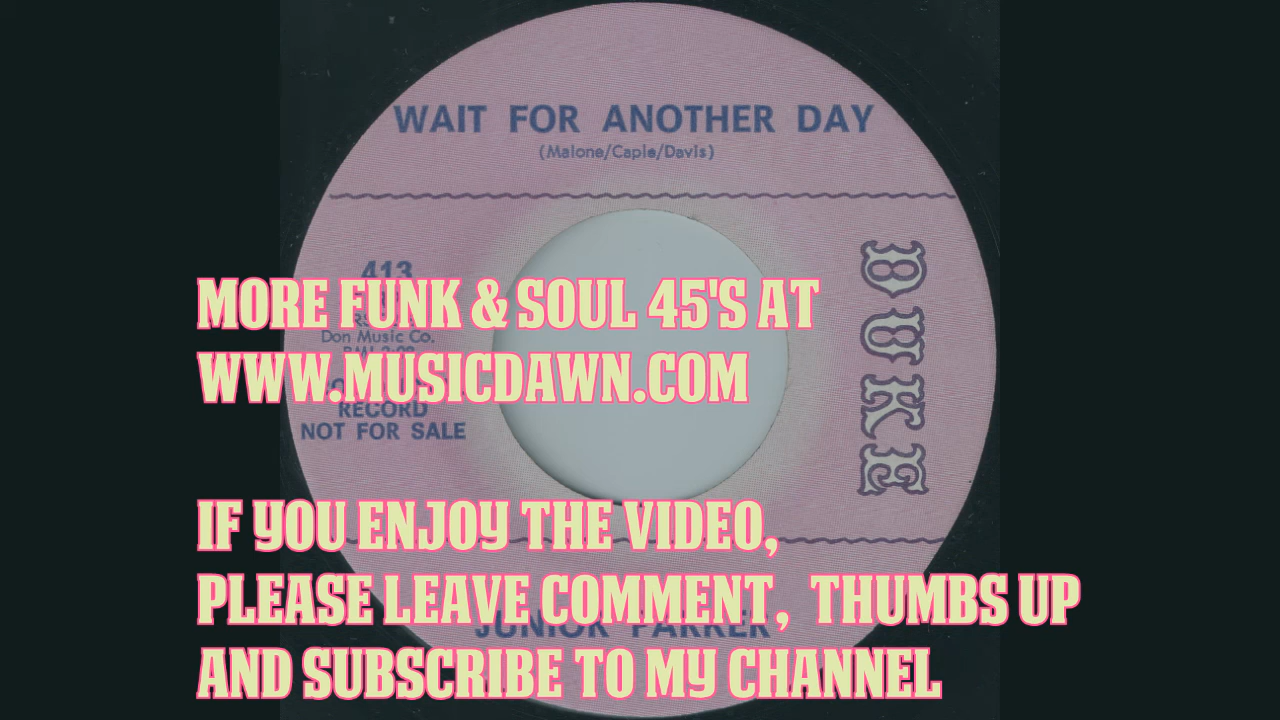 WAIT FOR ANOTHER DAY
(Malone/Caple/Davis)
413
MORE FUNK & SOUL 45'S AT
Don Music Co.
WWW.MUSICDAWN.COM
RECORD
NOT FOR SALE
DUKE
IF YOU ENJOY THE VIDEO,
PLEASE LEAVE COMMENT, THUMBS UP
JUNIOR PARKER
AND SUBSCRIBE TO MY CHANNEL